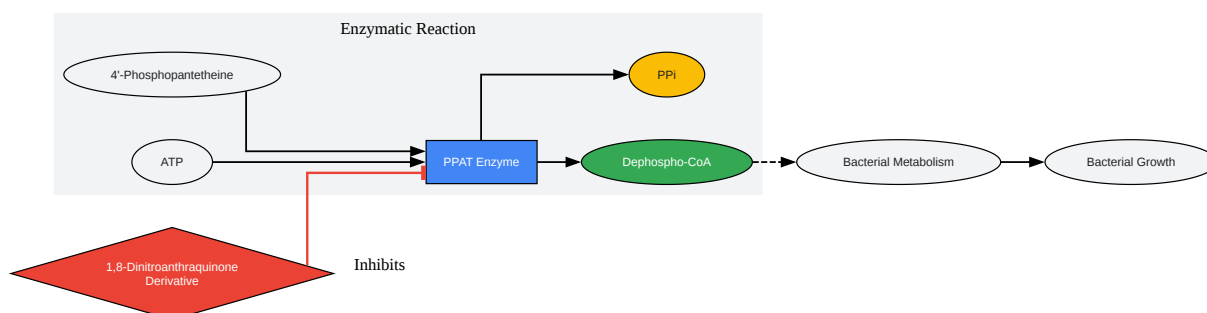 Enzymatic Reaction
4'-Phosphopantetheine
PPi
ATP
PPAT Enzyme
Dephospho-CoA
Bacterial Metabolism
Bacterial Growth
1,8-Dinitroanthraquinone
Derivative
Inhibits